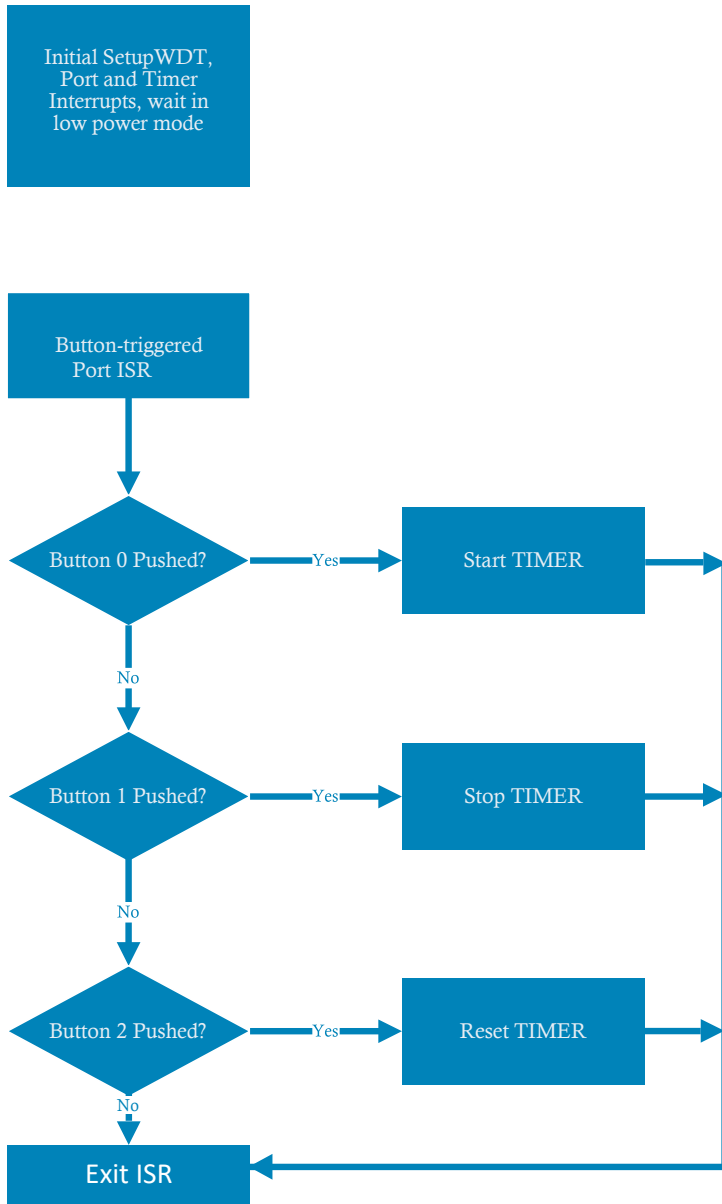 Initial SetupWDT,
Port and Timer
Interrupts, wait in
low power mode
Button-triggered
Port ISR
Button 0 Pushed?
Yes
Start TIMER
No
Button 1 Pushed?
Yes
Stop TIMER
No
Button 2 Pushed?
Yes
Reset TIMER
No
Exit ISR